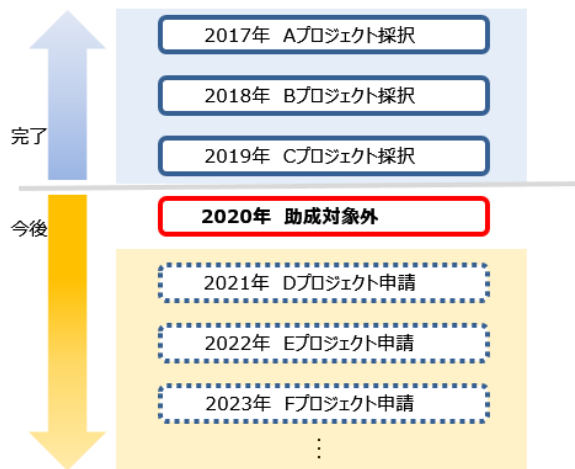 2017年 Aプロジェクト採択
2018年 Bプロジェクト採択
完了
2019年 Cプロジェクト採択
2020年 助成対象外
今後
2021年 Dプロジェクト申請
2022年 Eプロジェクト申請
2023年 Fプロジェクト申請
⋮